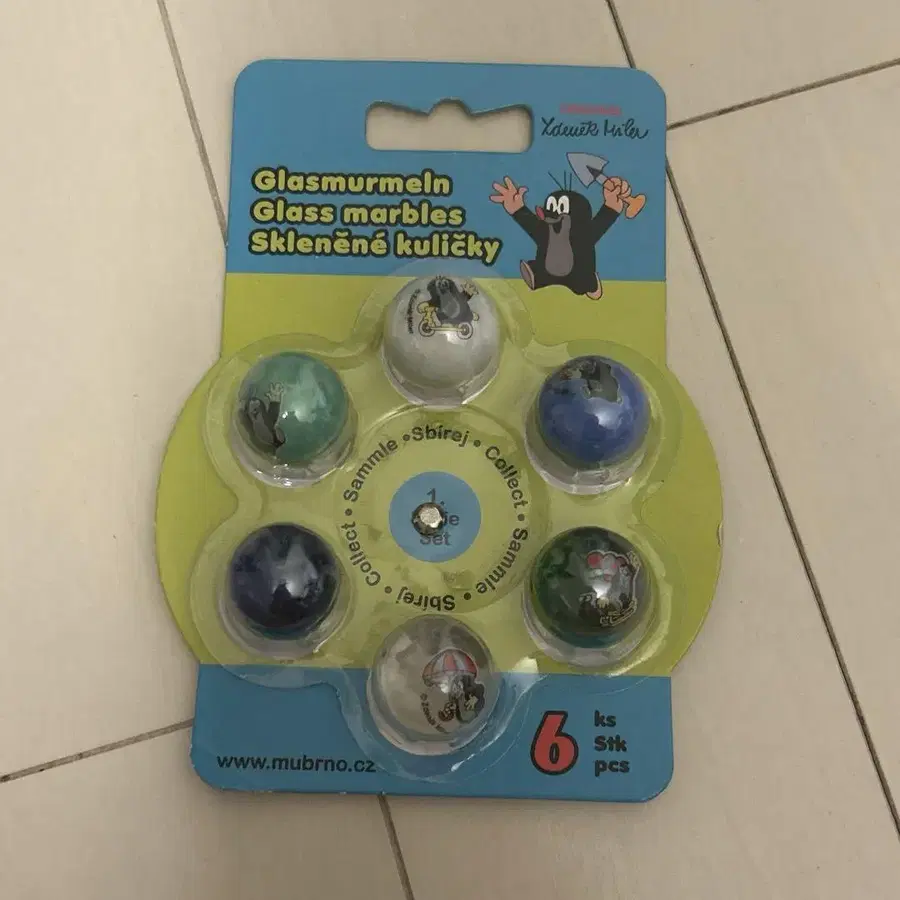 Zdeněk Miler
Glasmurmeln
Glass marbles
Skleněné kuličky
Sbírej • Collect • Sammle • Sbírej • Collect • Sammle •
1.
Set
6
ks
Stk
pcs
www.mubrno.cz